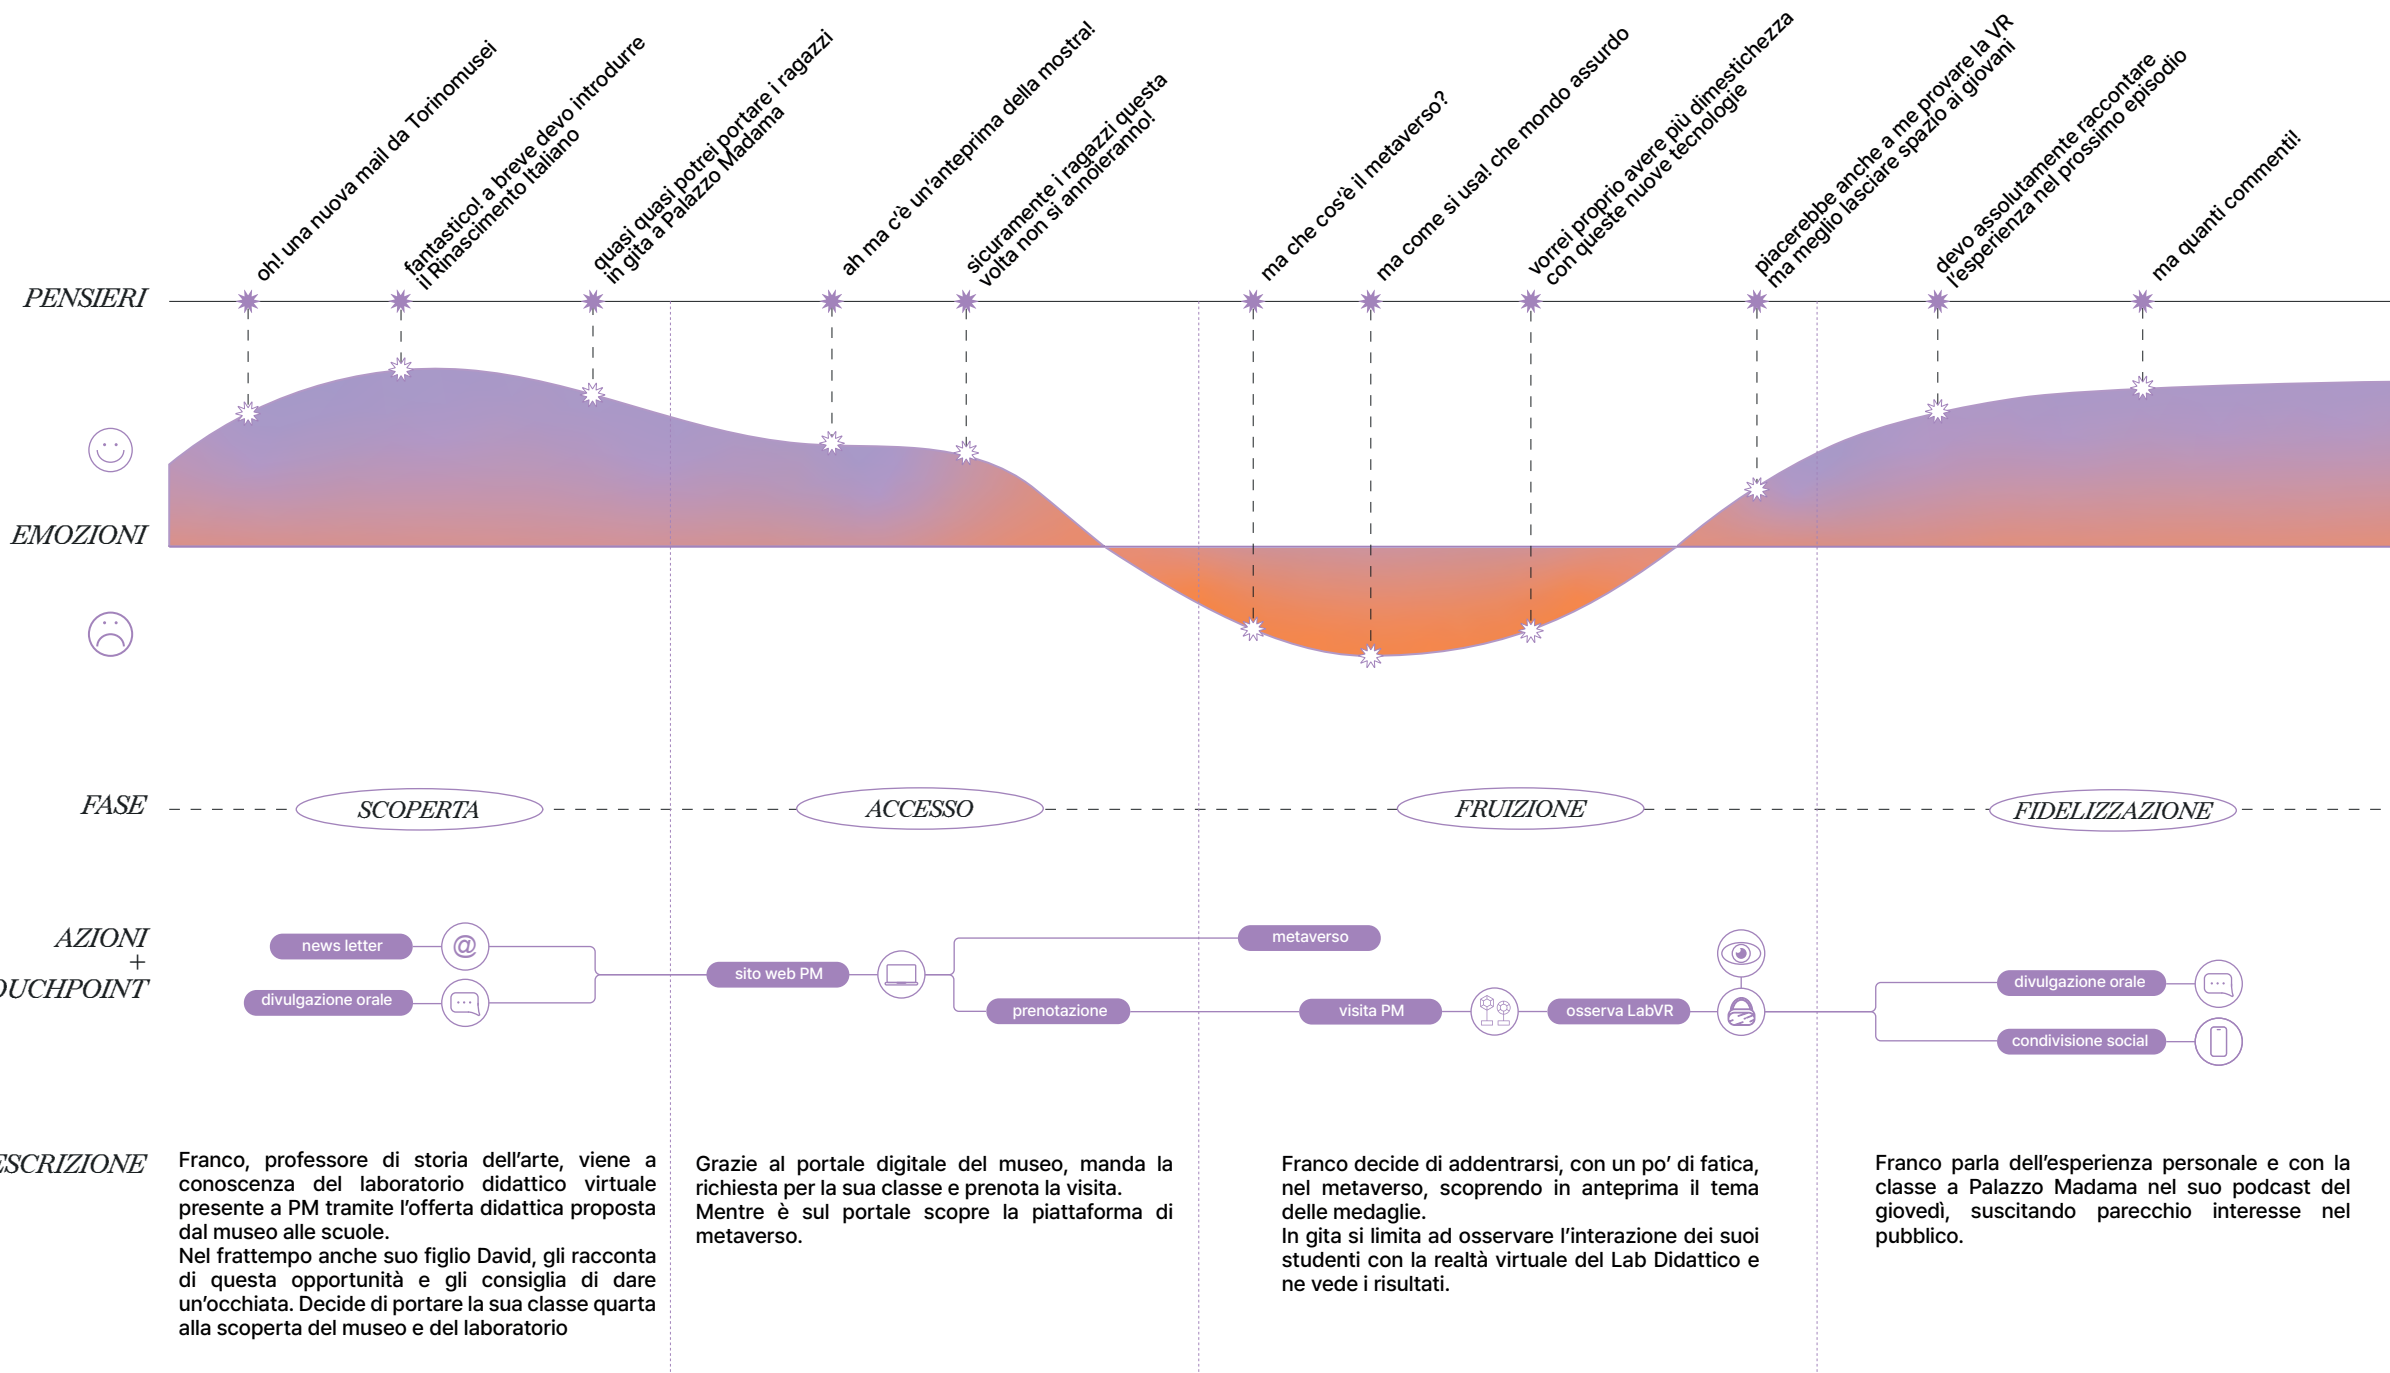 oh! una nuova mail da Torinomusei
fantastico! a breve devo introdurre
il Rinascimento Italiano
quasi quasi potrei portare i ragazzi
in gita a Palazzo Madama
ah ma c'è un'anteprima della mostra!
sicuramente i ragazzi questa
volta non si annoieranno!
ma che cos'è il metaverso?
ma come si usa! che mondo assurdo
vorrei proprio avere più dimestichezza
con queste nuove tecnologie
piacerebbe anche a me provare la VR
ma meglio lasciare spazio ai giovani
devo assolutamente raccontare
l'esperienza nel prossimo episodio
ma quanti commenti!
PENSIERI
EMOZIONI
FASE
SCOPERTA
ACCESSO
FRUIZIONE
FIDELIZZAZIONE
AZIONI
+
OUCHPOINT
news letter
@
divulgazione orale
sito web PM
prenotazione
metaverso
visita PM
osserva LabVR
divulgazione orale
condivisione social
ESCRIZIONE
Franco, professore di storia dell'arte, viene a
conoscenza del laboratorio didattico virtuale
presente a PM tramite l'offerta didattica proposta
dal museo alle scuole.
Nel frattempo anche suo figlio David, gli racconta
di questa opportunità e gli consiglia di dare
un'occhiata. Decide di portare la sua classe quarta
alla scoperta del museo e del laboratorio
Grazie al portale digitale del museo, manda la
richiesta per la sua classe e prenota la visita.
Mentre è sul portale scopre la piattaforma di
metaverso.
Franco decide di addentrarsi, con un po' di fatica,
nel metaverso, scoprendo in anteprima il tema
delle medaglie.
In gita si limita ad osservare l'interazione dei suoi
studenti con la realtà virtuale del Lab Didattico e
ne vede i risultati.
Franco parla dell'esperienza personale e con la
classe a Palazzo Madama nel suo podcast del
giovedì, suscitando parecchio interesse nel
pubblico.